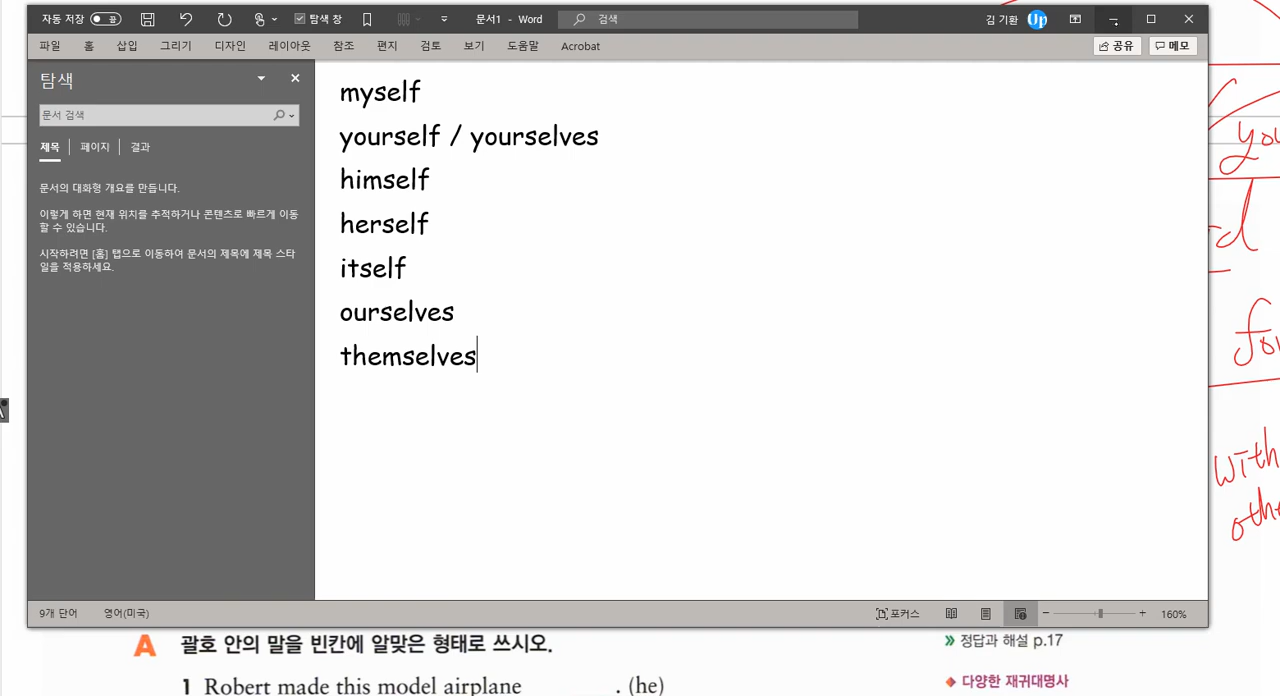 자동 저장 끔 탐색 창 문서1 - Word 검색 김 기환 Up
파일 홈 삽입 그리기 디자인 레이아웃 참조 편지 검토 보기 도움말 Acrobat 공유 메모
탐색
문서 검색
제목 페이지 결과
문서의 대화형 개요를 만듭니다.
이렇게 하면 현재 위치를 추적하거나 콘텐츠로 빠르게 이동
할 수 있습니다.
시작하려면 [홈] 탭으로 이동하여 문서의 제목에 제목 스타
일을 적용하세요.
myself
yourself / yourselves
himself
herself
itself
ourselves
themselves
9개 단어 영어(미국) 포커스 160%
you
d
for
with
othe
A 괄호 안의 말을 빈칸에 알맞은 형태로 쓰시오.
정답과 해설 p.17
1 Robert made this model airplane . (he)
다양한 재귀대명사